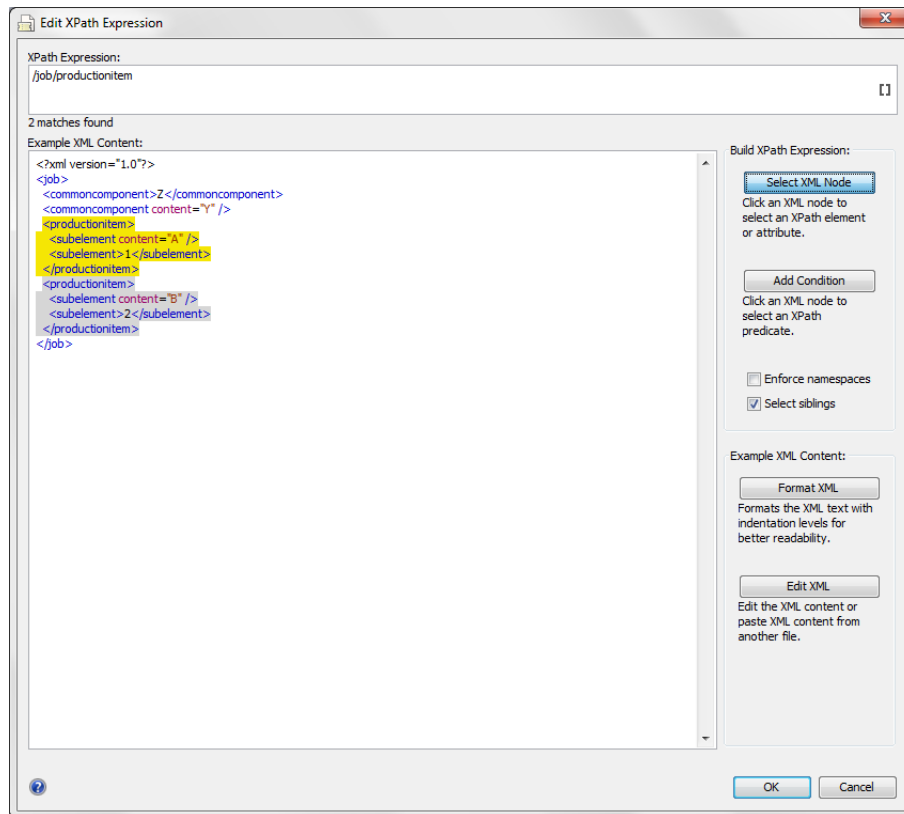 Edit XPath Expression
XPath Expression:
/job/productionitem
[]
2 matches found
Example XML Content:
<?xml version="1.0"?>
<job>
<commoncomponent>Z</commoncomponent>
<commoncomponent content="Y" />
<productionitem>
<subelement content="A" />
<subelement>1</subelement>
</productionitem>
<productionitem>
<subelement content="B" />
<subelement>2</subelement>
</productionitem>
</job>
Build XPath Expression:
Select XML Node
Click an XML node to
select an XPath element
or attribute.
Add Condition
Click an XML node to
select an XPath
predicate.
Enforce namespaces
Select siblings
Example XML Content:
Format XML
Formats the XML text with
indentation levels for
better readability.
Edit XML
Edit the XML content or
paste XML content from
another file.
?
OK
Cancel